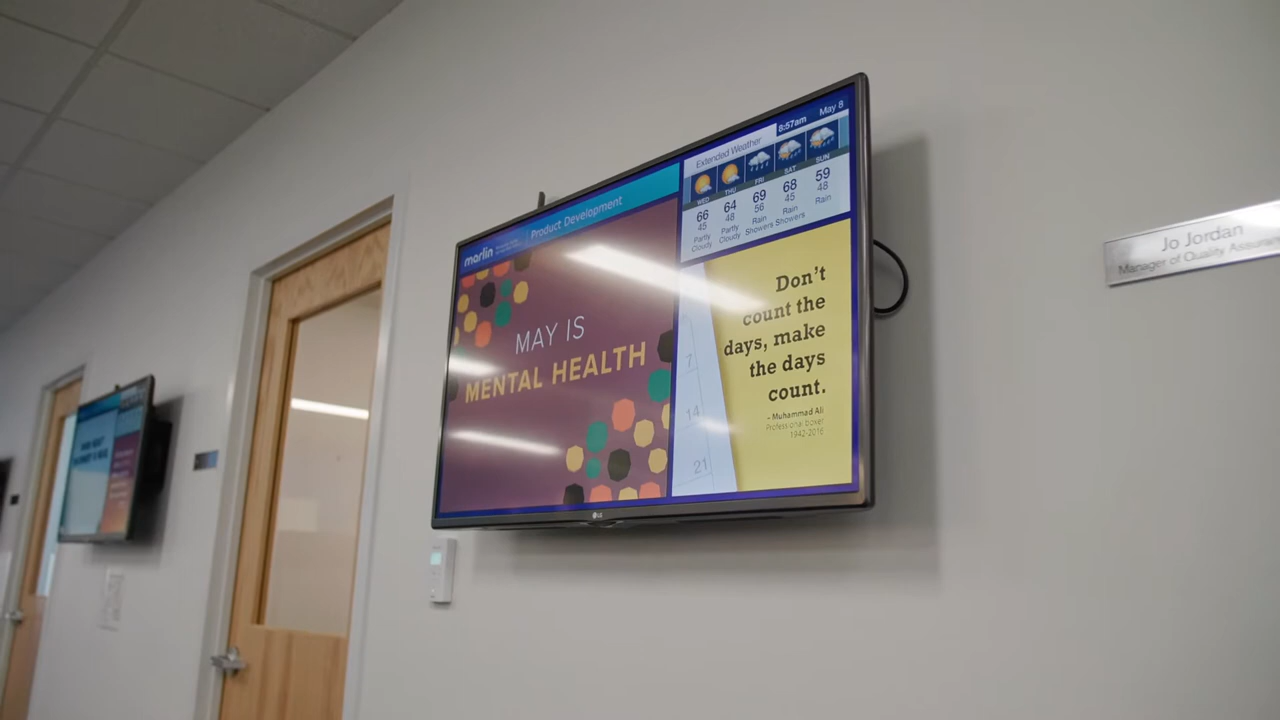 marlin
Product Development
8:57am May 8
Extended Weather
WED THU FRI SAT SUN
66 64 69 68 59
45 48 56 45 48
Partly Cloudy
Partly Cloudy
Rain Showers
Rain Showers
Rain
MAY IS
MENTAL HEALTH
Don't
count the
days, make
the days
count.
- Muhammad Ali
Professional boxer
1942-2016
7
14
21
LG
Jo Jordan
Manager of Quality Assurance